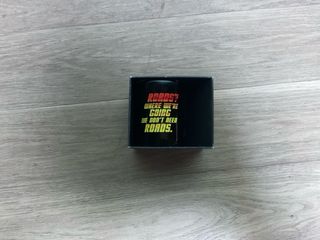 ROADS?
WHERE WE'RE
GOING
WE DON'T NEED
ROADS.